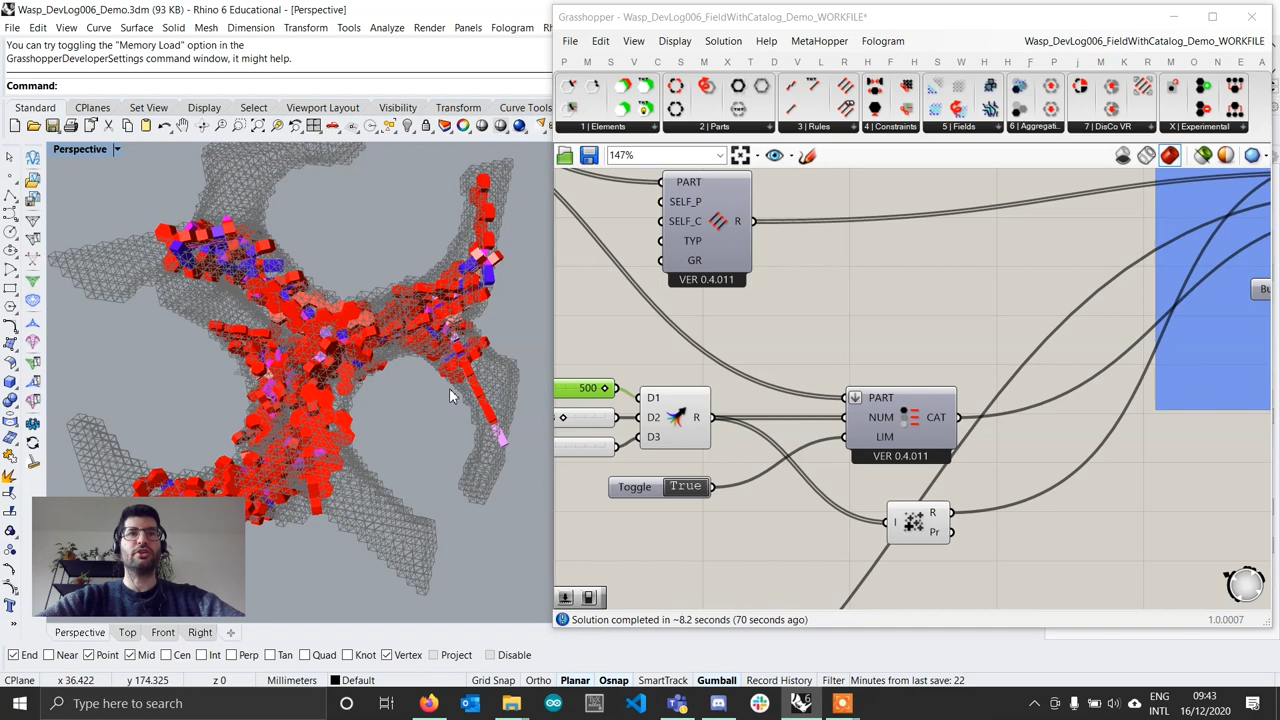 Wasp_DevLog006_Demo.3dm (93 KB) - Rhino 6 Educational - [Perspective]
File Edit View Curve Surface Solid Mesh Dimension Transform Tools Analyze Render Panels Fologram
You can try toggling the "Memory Load" option in the
GrasshopperDeveloperSettings command window, it might help.
Command:
Standard CPlanes Set View Display Select Viewport Layout Visibility Transform Curve Tools
Perspective
Perspective Top Front Right
End Near Point Mid Cen Int Perp Tan Quad Knot Vertex Project Disable
CPlane x 36.422 y 174.325 z 0 Millimeters Default Grid Snap Ortho Planar Osnap SmartTrack Gumball Record History Filter Minutes from last save: 22
Grasshopper - Wasp_DevLog006_FieldWithCatalog_Demo_WORKFILE*
File Edit View Display Solution Help MetaHopper Fologram Wasp_DevLog006_FieldWithCatalog_Demo_WORKFILE
1 | Elements 2 | Parts 3 | Rules 4 | Constraints 5 | Fields 6 | Aggregati... 7 | DisCo VR X | Experimental
147%
PART
SELF_P
SELF_C R
TYP
GR
VER 0.4.011
Bu
500
D1
D2 R
D3
PART
NUM CAT
LIM
VER 0.4.011
Toggle True
I R
Pr
Solution completed in ~8.2 seconds (70 seconds ago) 1.0.0007
Type here to search
ENG
INTL
09:43
16/12/2020